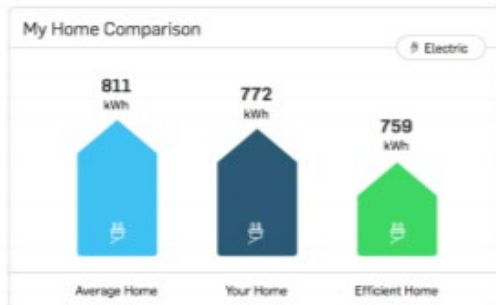 My Home Comparison
Electric
811
kWh
772
kWh
759
kWh
Average Home
Your Home
Efficient Home